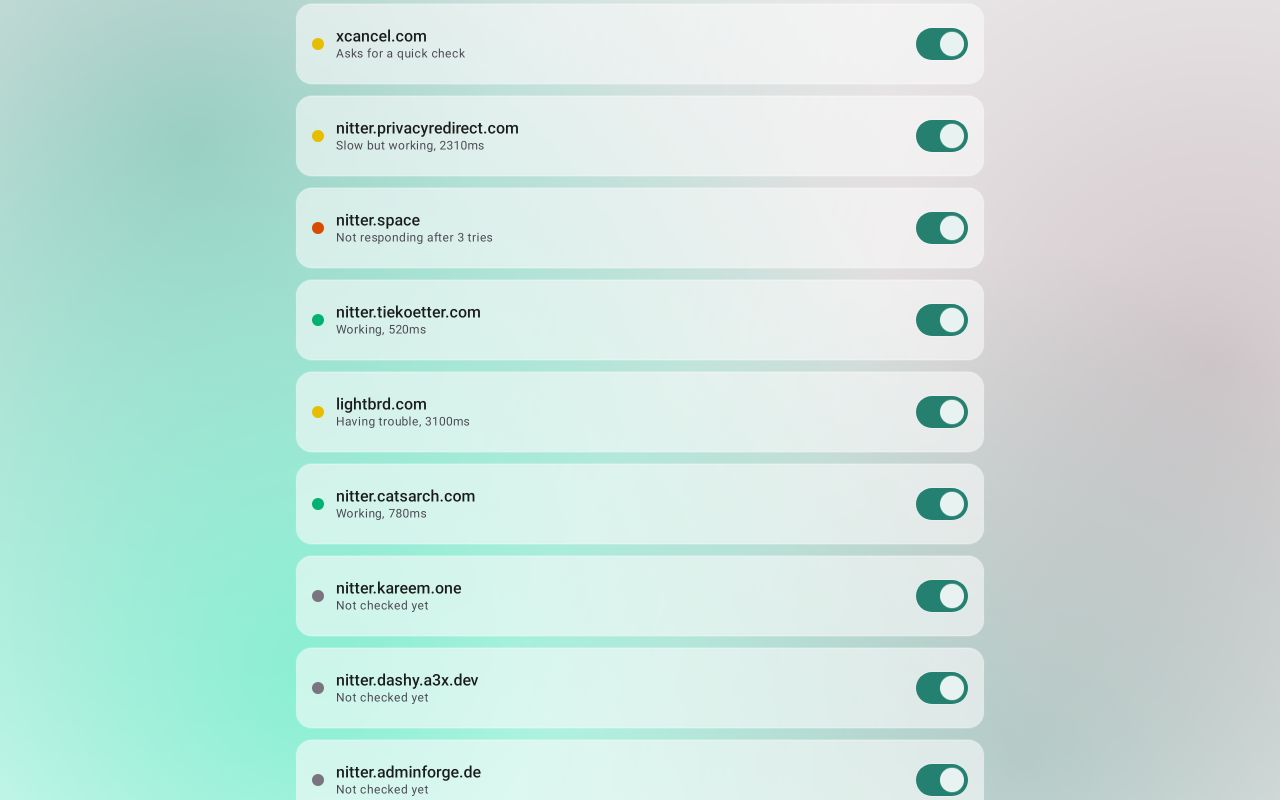 xcancel.com
Asks for a quick check
nitter.privacyredirect.com
Slow but working, 2310ms
nitter.space
Not responding after 3 tries
nitter.tiekoetter.com
Working, 520ms
lightbrd.com
Having trouble, 3100ms
nitter.catsarch.com
Working, 780ms
nitter.kareem.one
Not checked yet
nitter.dashy.a3x.dev
Not checked yet
nitter.adminforge.de
Not checked yet